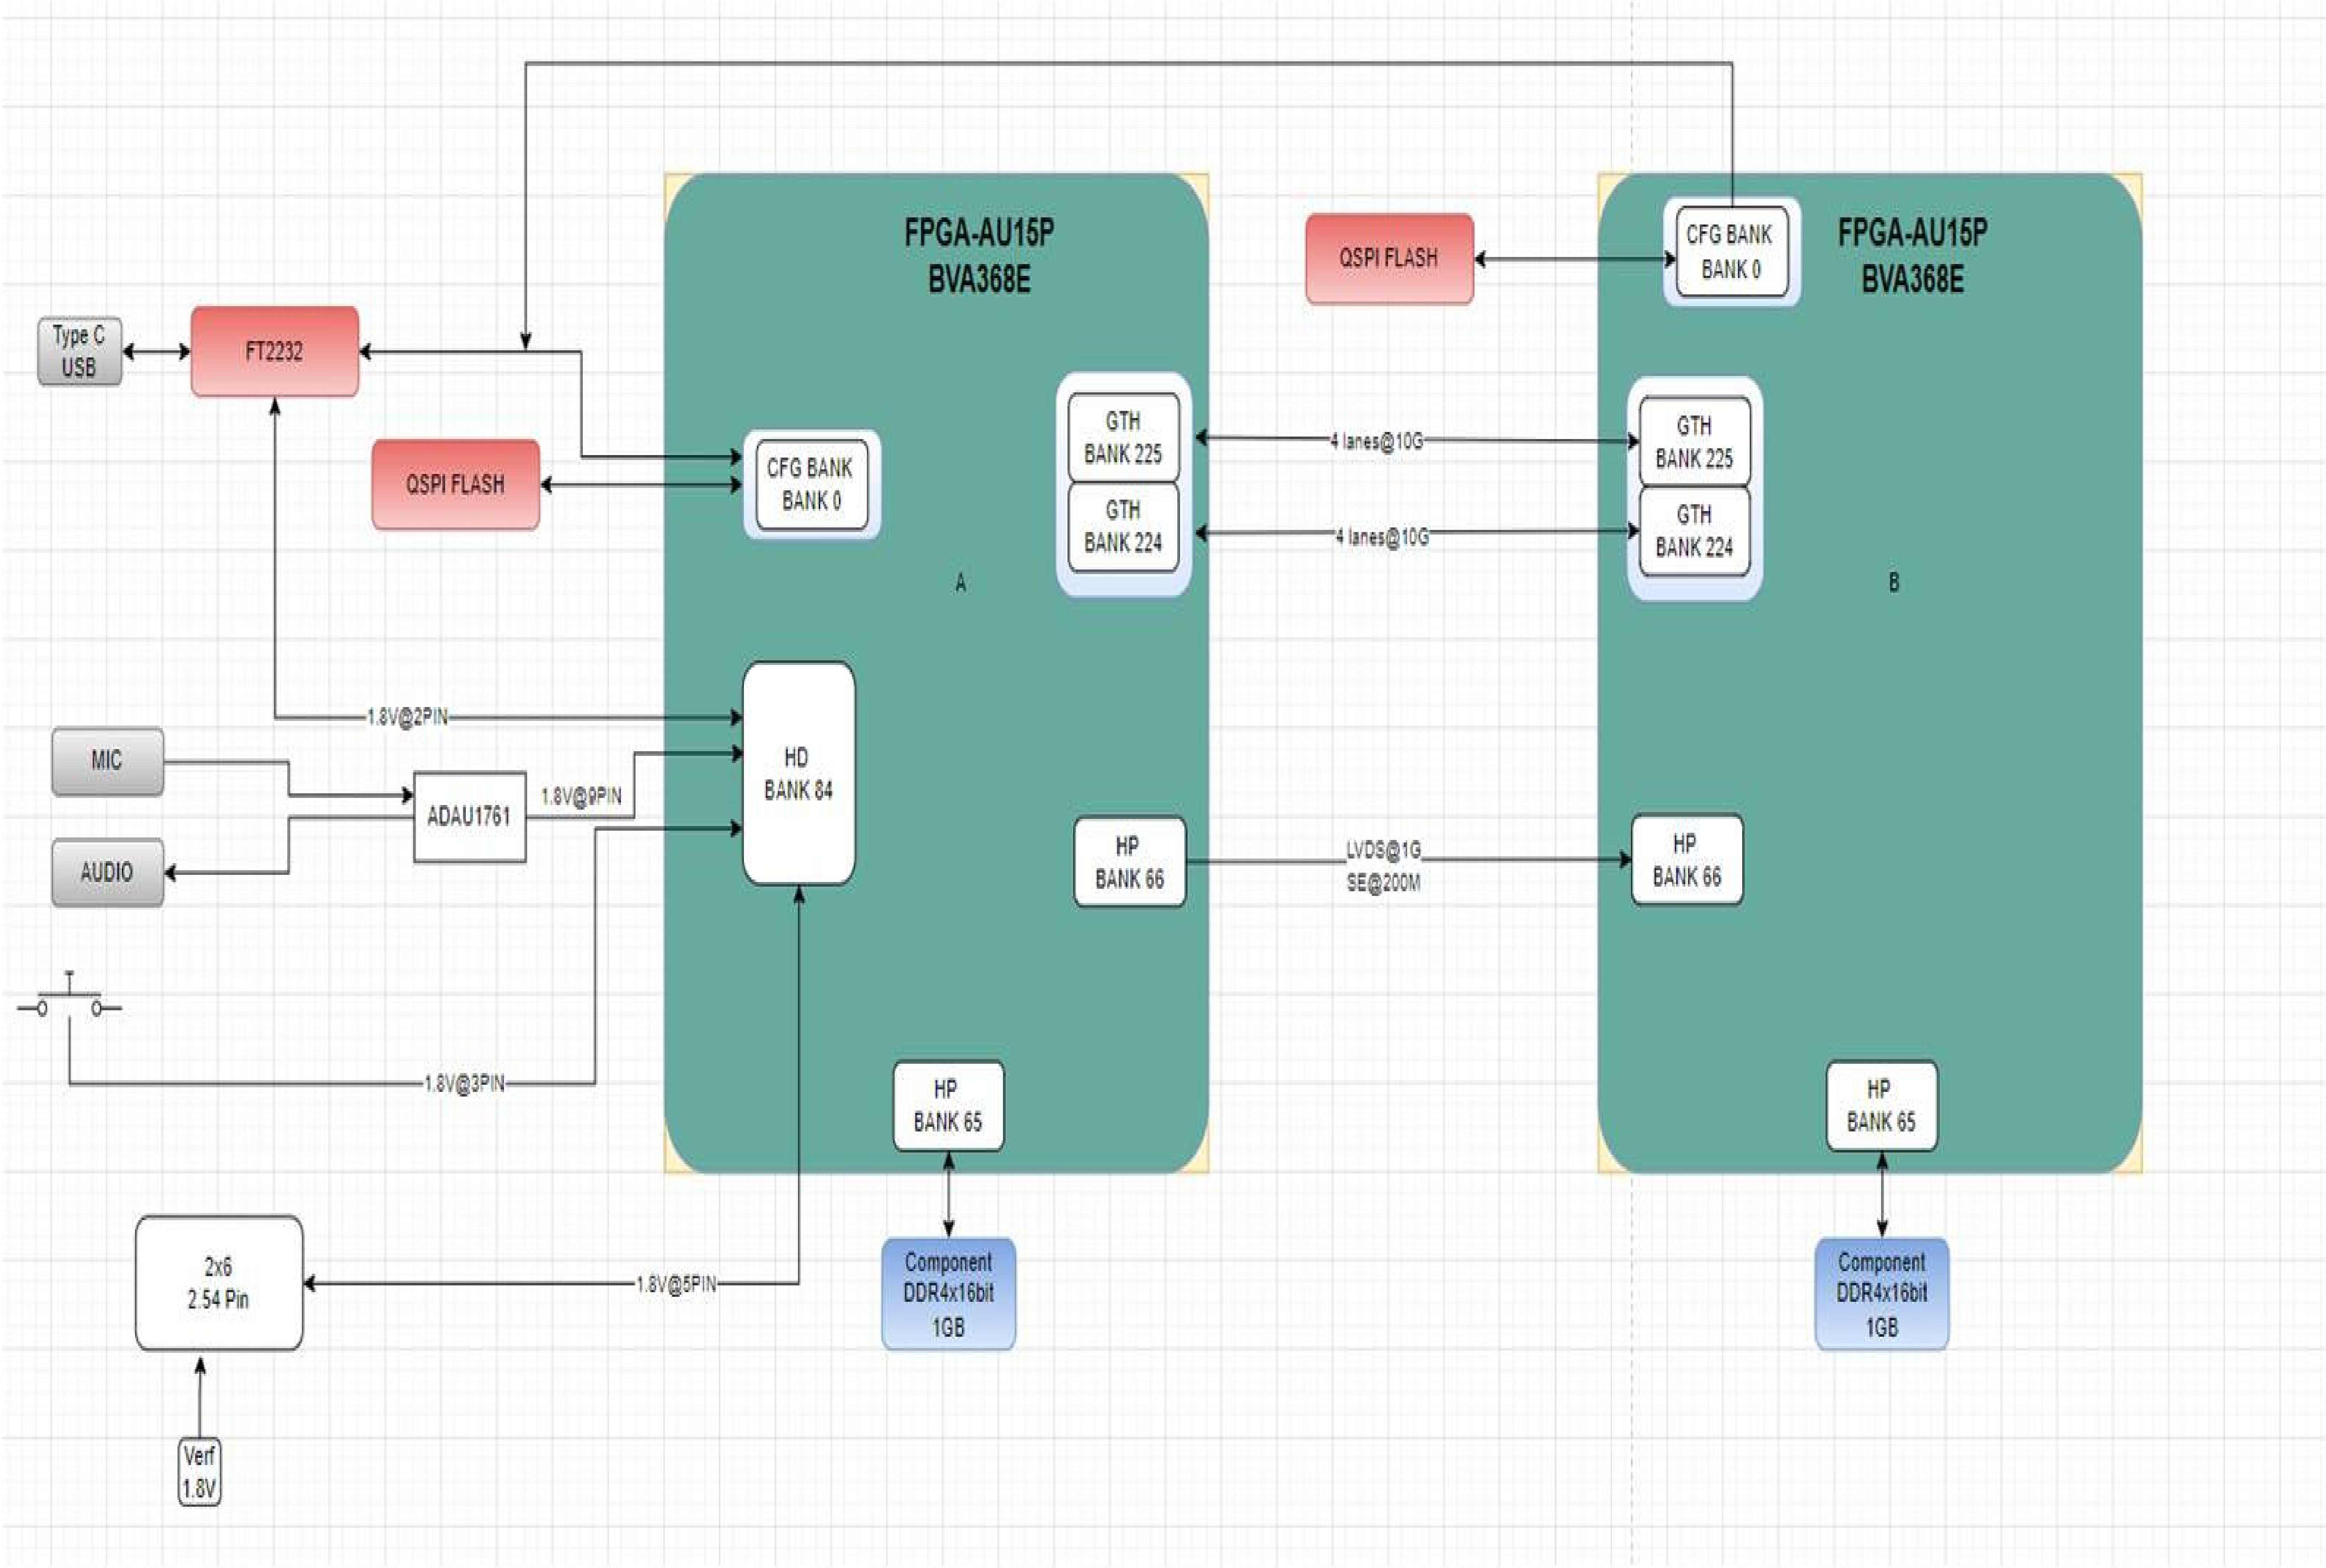 FPGA-AU15P
BVA368E
FPGA-AU15P
BVA368E
QSPI FLASH
CFG BANK
BANK 0
Type C
USB
FT2232
QSPI FLASH
CFG BANK
BANK 0
GTH
BANK 225
GTH
BANK 224
4 lanes@10G
4 lanes@10G
GTH
BANK 225
GTH
BANK 224
A
B
1.8V@2PIN
MIC
AUDIO
ADAU1761
1.8V@9PIN
HD
BANK 84
HP
BANK 66
LVDS@1G
SE@200M
HP
BANK 66
1.8V@3PIN
HP
BANK 65
HP
BANK 65
2x6
2.54 Pin
1.8V@5PIN
Component
DDR4x16bit
1GB
Component
DDR4x16bit
1GB
Verf
1.8V